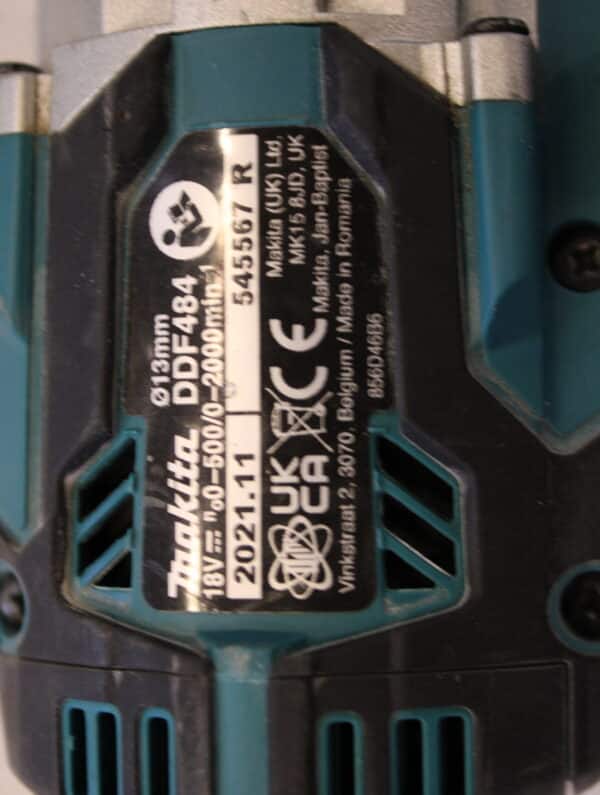 Ø13mm
Makita DDF484
18V⎓ n₀0-500/0-2000min⁻¹
2021.11 545567 R
UK
CA
CE
Makita (UK) Ltd.
MK15 8JD, UK
Makita, Jan-Baptist
Vinkstraat 2, 3070, Belgium / Made in Romania
856D46B5